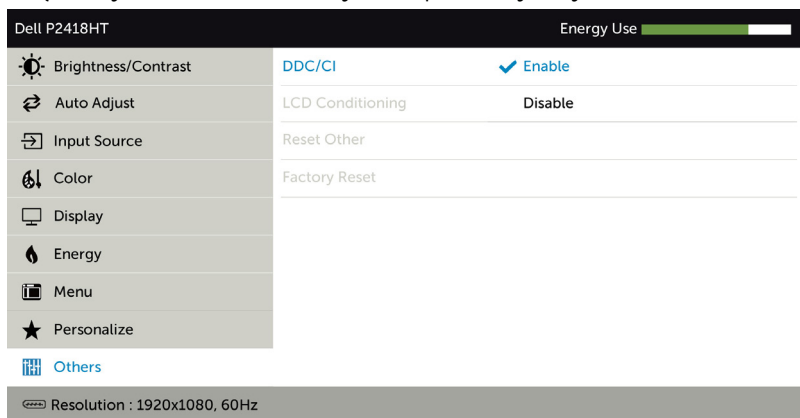 Dell P2418HT Energy Use
Brightness/Contrast DDC/CI Enable
Auto Adjust LCD Conditioning Disable
Input Source Reset Other
Color Factory Reset
Display
Energy
Menu
Personalize
Others
Resolution : 1920x1080, 60Hz